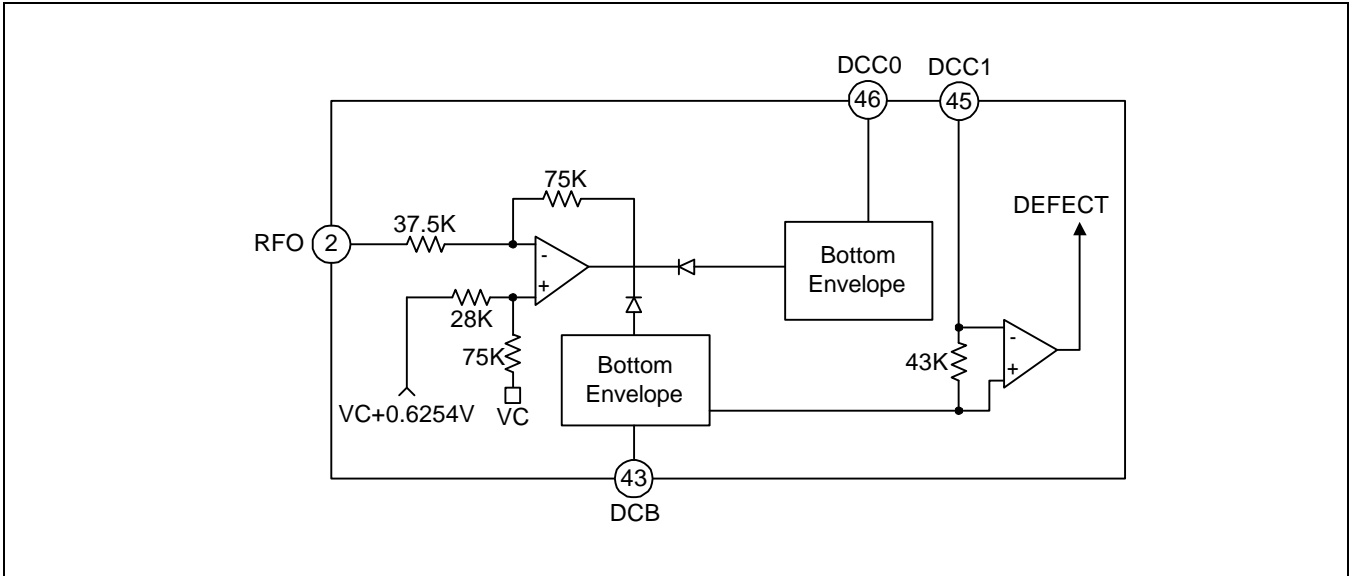 DCC0
DCC1
46
45
75K
DEFECT
37.5K
RFO
2
-
+
28K
Bottom
Envelope
75K
Bottom
Envelope
43K
-
+
VC+0.6254V
VC
43
DCB